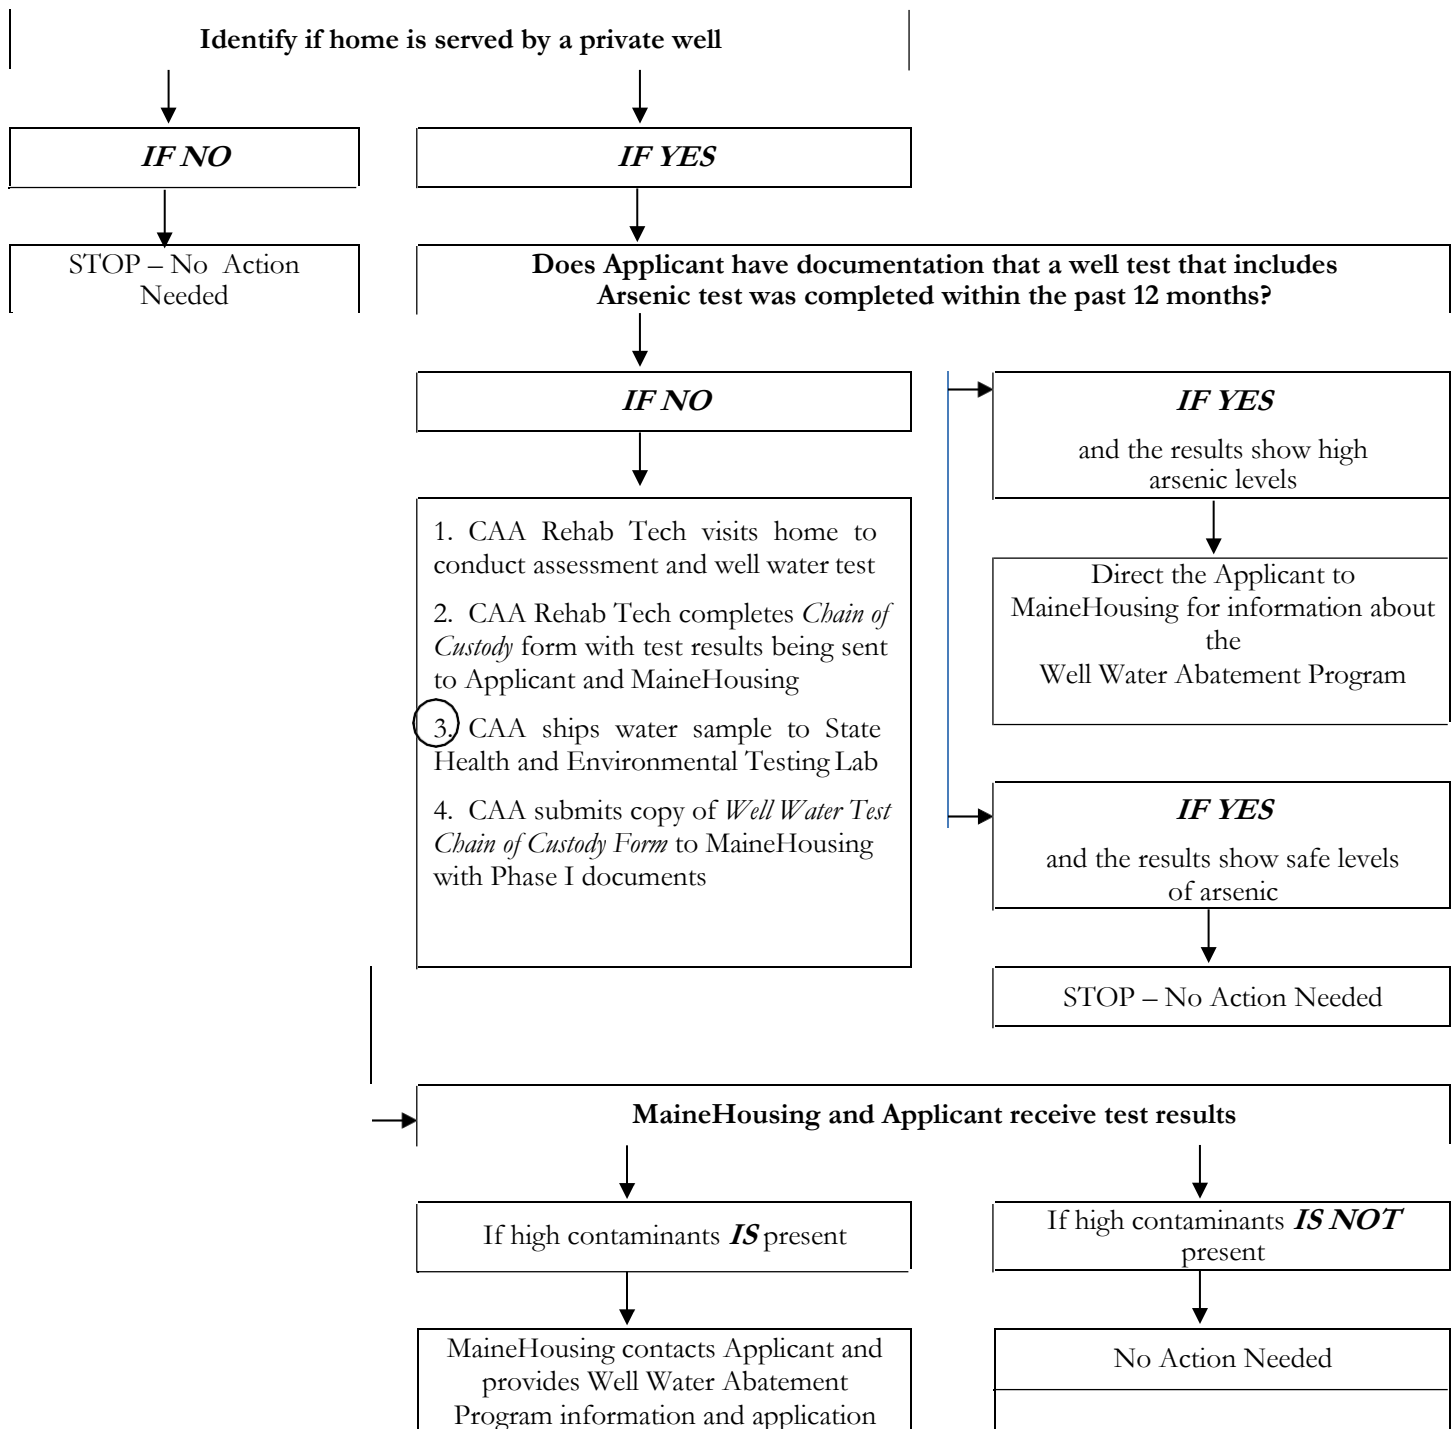 Identify if home is served by a private well
IF NO
IF YES
STOP – No Action
Needed
Does Applicant have documentation that a well test that includes
Arsenic test was completed within the past 12 months?
IF NO
1. CAA Rehab Tech visits home to
conduct assessment and well water test
2. CAA Rehab Tech completes Chain of
Custody form with test results being sent
to Applicant and MaineHousing
3. CAA ships water sample to State
Health and Environmental Testing Lab
4. CAA submits copy of Well Water Test
Chain of Custody Form to MaineHousing
with Phase I documents
IF YES
and the results show high
arsenic levels
Direct the Applicant to
MaineHousing for information about
the
Well Water Abatement Program
IF YES
and the results show safe levels
of arsenic
STOP – No Action Needed
MaineHousing and Applicant receive test results
If high contaminants IS present
If high contaminants IS NOT
present
MaineHousing contacts Applicant and
provides Well Water Abatement
Program information and application
No Action Needed